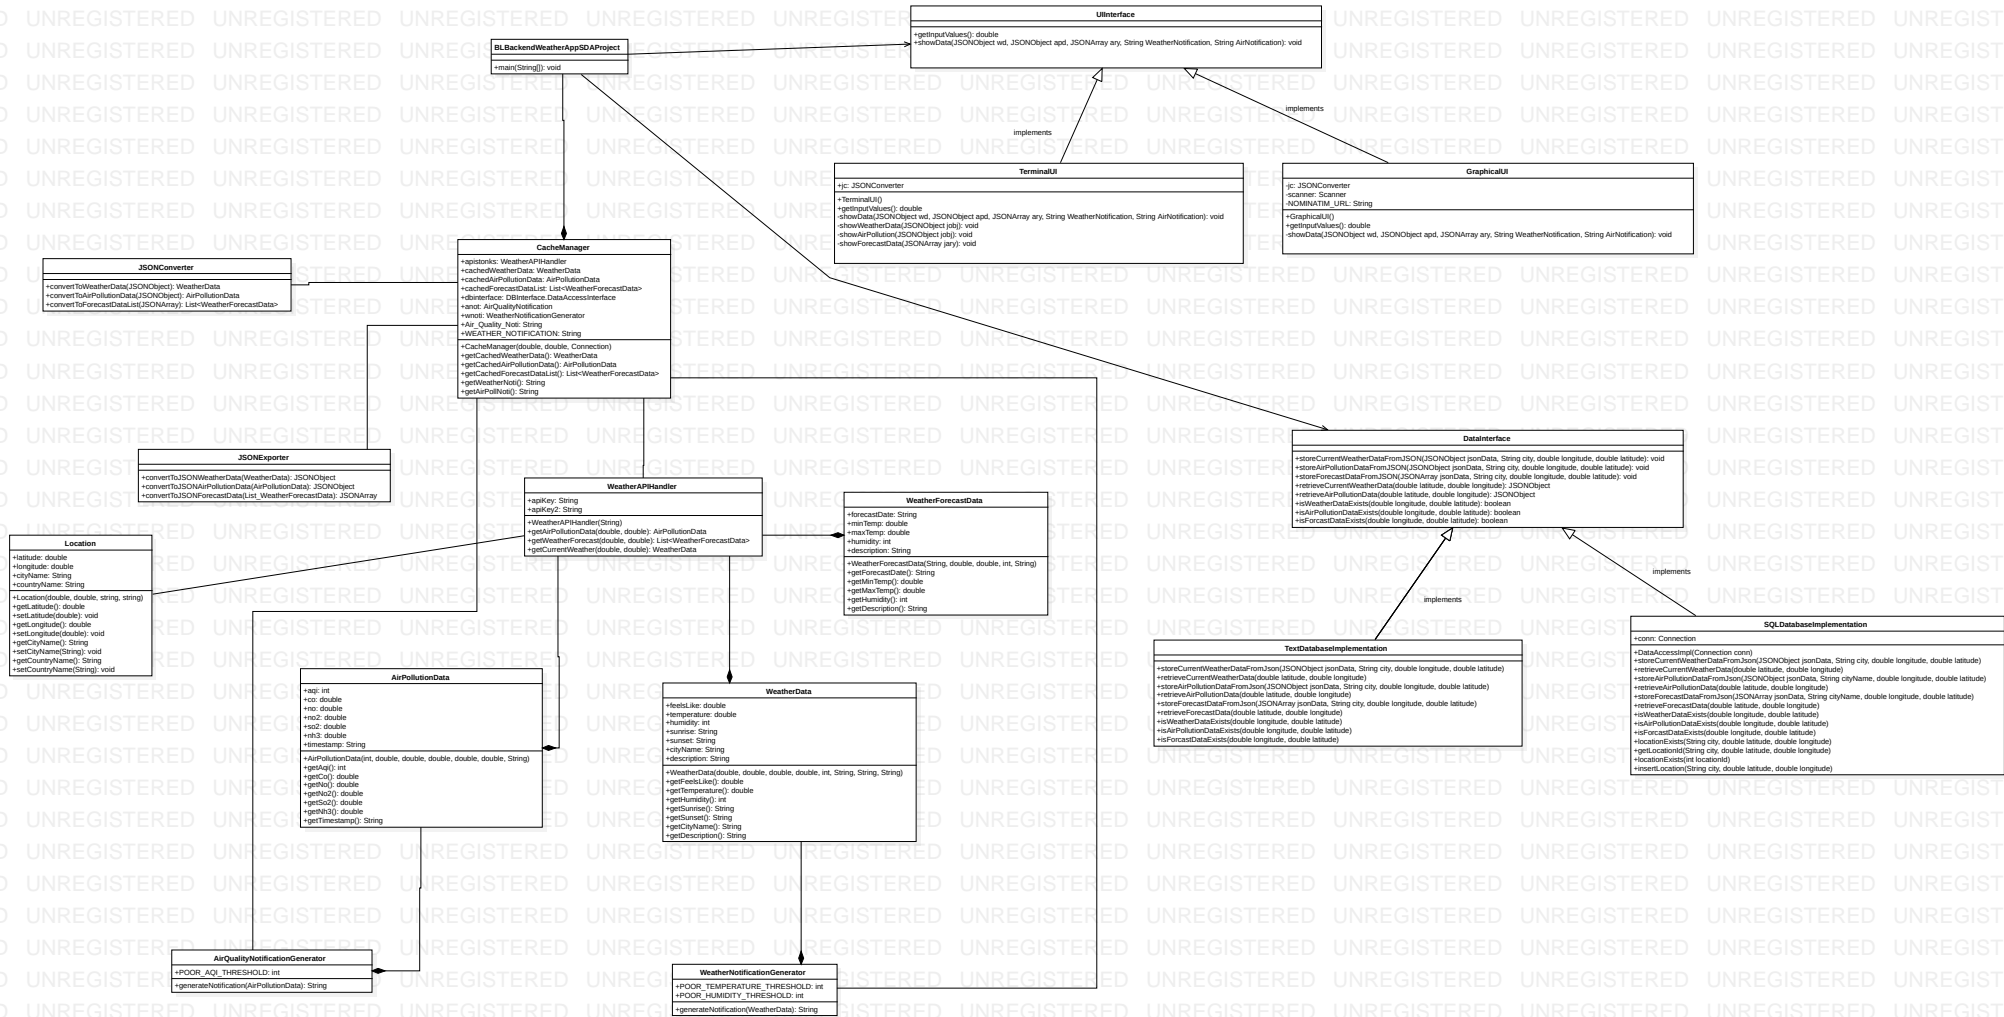 UIInterface
+getInputValues(): double
+showData(JSONObject wd, JSONObject apd, JSONArray ary, String WeatherNotification, String AirNotification): void
BLBackendWeatherAppSDAProject
+main(String[]): void
implements
implements
TerminalUI
+jc: JSONConverter
+TerminalUI()
+getInputValues(): double
-showData(JSONObject wd, JSONObject apd, JSONArray ary, String WeatherNotification, String AirNotification): void
-showWeatherData(JSONObject jobj): void
-showAirPollution(JSONObject jobj): void
-showForecastData(JSONArray jary): void
GraphicalUI
-jc: JSONConverter
-scanner: Scanner
-NOMINATIM_URL: String
+GraphicalUI()
+getInputValues(): double
-showData(JSONObject wd, JSONObject apd, JSONArray ary, String WeatherNotification, String AirNotification): void
CacheManager
+apistonks: WeatherAPIHandler
+cachedWeatherData: WeatherData
+cachedAirPollutionData: AirPollutionData
+cachedForecastDataList: List<WeatherForecastData>
+dbinterface: DBInterface.DataAccessInterface
+anot: AirQualityNotification
+wnoti: WeatherNotificationGenerator
+Air_Quality_Noti: String
+WEATHER_NOTIFICATION: String
+CacheManager(double, double, Connection)
+getCachedWeatherData(): WeatherData
+getCachedAirPollutionData(): AirPollutionData
+getCachedForecastDataList(): List<WeatherForecastData>
+getWeatherNoti(): String
+getAirPollNoti(): String
JSONConverter
+convertToWeatherData(JSONObject): WeatherData
+convertToAirPollutionData(JSONObject): AirPollutionData
+convertToForecastDataList(JSONArray): List<WeatherForecastData>
JSONExporter
+convertToJSONWeatherData(WeatherData): JSONObject
+convertToJSONAirPollutionData(AirPollutionData): JSONObject
+convertToJSONForecastData(List_WeatherForecastData): JSONArray
DataInterface
+storeCurrentWeatherDataFromJSON(JSONObject jsonData, String city, double longitude, double latitude): void
+storeAirPollutionDataFromJSON(JSONObject jsonData, String city, double longitude, double latitude): void
+storeForecastDataFromJSON(JSONArray jsonData, String city, double longitude, double latitude): void
+retrieveCurrentWeatherData(double latitude, double longitude): JSONObject
+retrieveAirPollutionData(double latitude, double longitude): JSONObject
+isWeatherDataExists(double longitude, double latitude): boolean
+isAirPollutionDataExists(double longitude, double latitude): boolean
+isForcastDataExists(double longitude, double latitude): boolean
WeatherAPIHandler
+apiKey: String
+apiKey2: String
+WeatherAPIHandler(String)
+getAirPollutionData(double, double): AirPollutionData
+getWeatherForecast(double, double): List<WeatherForecastData>
+getCurrentWeather(double, double): WeatherData
WeatherForecastData
+forecastDate: String
+minTemp: double
+maxTemp: double
+humidity: int
+description: String
+WeatherForecastData(String, double, double, int, String)
+getForecastDate(): String
+getMinTemp(): double
+getMaxTemp(): double
+getHumidity(): int
+getDescription(): String
Location
+latitude: double
+longitude: double
+cityName: String
+countryName: String
+Location(double, double, string, string)
+getLatitude(): double
+setLatitude(double): void
+getLongitude(): double
+setLongitude(double): void
+getCityName(): String
+setCityName(String): void
+getCountryName(): String
+setCountryName(String): void
implements
implements
SQLDatabaseImplementation
+conn: Connection
+DataAccessImpl(Connection conn)
+storeCurrentWeatherDataFromJson(JSONObject jsonData, String city, double longitude, double latitude)
+retrieveCurrentWeatherData(double latitude, double longitude)
+storeAirPollutionDataFromJson(JSONObject jsonData, String cityName, double longitude, double latitude)
+retrieveAirPollutionData(double latitude, double longitude)
+storeForecastDataFromJson(JSONArray jsonData, String cityName, double longitude, double latitude)
+retrieveForecastData(double latitude, double longitude)
+isWeatherDataExists(double longitude, double latitude)
+isAirPollutionDataExists(double longitude, double latitude)
+isForcastDataExists(double longitude, double latitude)
+locationExists(String city, double latitude, double longitude)
+getLocationId(String city, double latitude, double longitude)
+locationExists(int locationId)
+insertLocation(String city, double latitude, double longitude)
TextDatabaseImplementation
+storeCurrentWeatherDataFromJson(JSONObject jsonData, String city, double longitude, double latitude)
+retrieveCurrentWeatherData(double latitude, double longitude)
+storeAirPollutionDataFromJson(JSONObject jsonData, String city, double longitude, double latitude)
+retrieveAirPollutionData(double latitude, double longitude)
+storeForecastDataFromJson(JSONArray jsonData, String city, double longitude, double latitude)
+retrieveForecastData(double latitude, double longitude)
+isWeatherDataExists(double longitude, double latitude)
+isAirPollutionDataExists(double longitude, double latitude)
+isForcastDataExists(double longitude, double latitude)
AirPollutionData
+aqi: int
+co: double
+no: double
+no2: double
+so2: double
+nh3: double
+timestamp: String
+AirPollutionData(int, double, double, double, double, double, String)
+getAqi(): int
+getCo(): double
+getNo(): double
+getNo2(): double
+getSo2(): double
+getNh3(): double
+getTimestamp(): String
WeatherData
+feelsLike: double
+temperature: double
+humidity: int
+sunrise: String
+sunset: String
+cityName: String
+description: String
+WeatherData(double, double, double, double, int, String, String, String)
+getFeelsLike(): double
+getTemperature(): double
+getHumidity(): int
+getSunrise(): String
+getSunset(): String
+getCityName(): String
+getDescription(): String
AirQualityNotificationGenerator
+POOR_AQI_THRESHOLD: int
+generateNotification(AirPollutionData): String
WeatherNotificationGenerator
+POOR_TEMPERATURE_THRESHOLD: int
+POOR_HUMIDITY_THRESHOLD: int
+generateNotification(WeatherData): String
UNREGISTERED